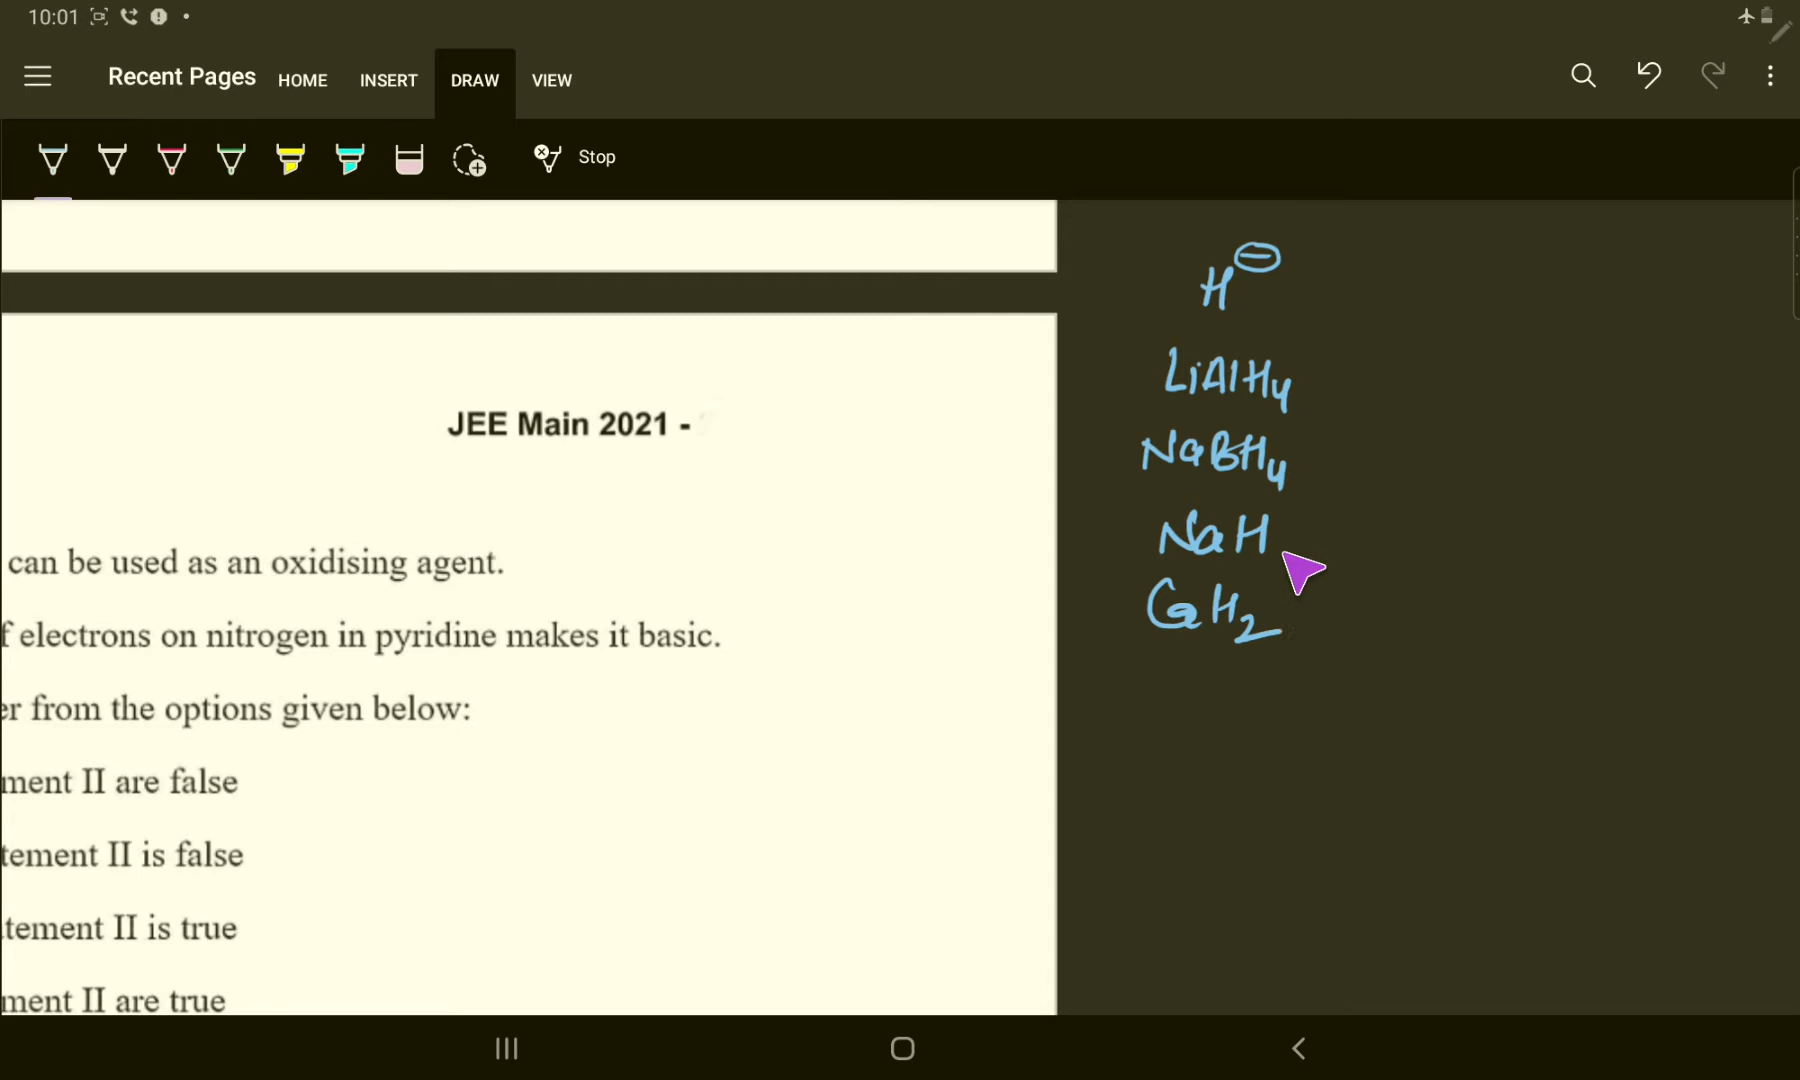 10:01
Recent Pages HOME INSERT DRAW VIEW
Stop
H⊖
LiAlH4
NaBH4
NaH
CaH2
JEE Main 2021 -
can be used as an oxidising agent.
f electrons on nitrogen in pyridine makes it basic.
er from the options given below:
ment II are false
tement II is false
tement II is true
ment II are true